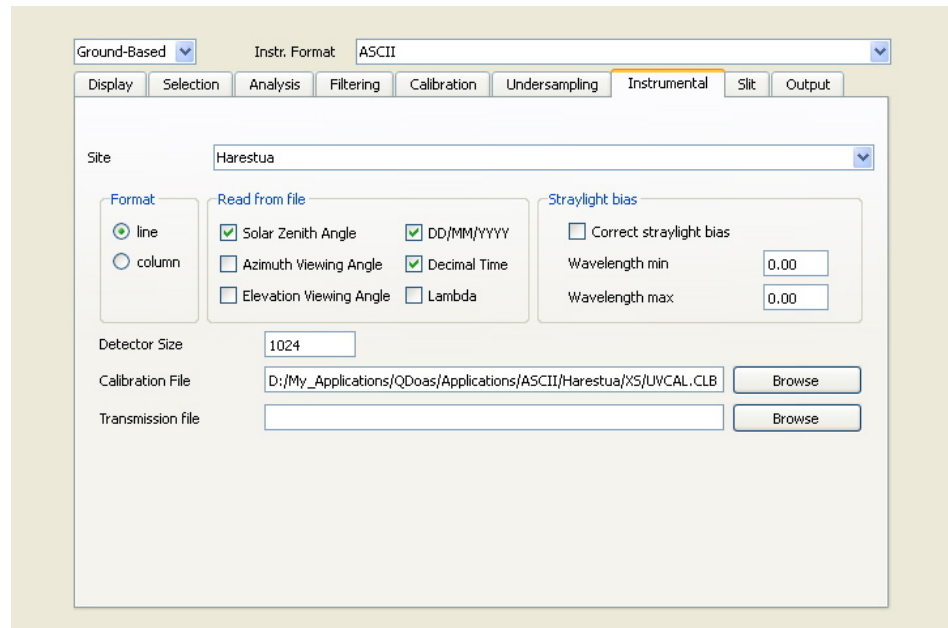 Ground-Based Instr. Format ASCII
Display Selection Analysis Filtering Calibration Undersampling Instrumental Slit Output
Site Harestua
Format Read from file Straylight bias
line Solar Zenith Angle DD/MM/YYYY Correct straylight bias
column Azimuth Viewing Angle Decimal Time Wavelength min 0.00
Elevation Viewing Angle Lambda Wavelength max 0.00
Detector Size 1024
Calibration File D:/My_Applications/QDoas/Applications/ASCII/Harestua/XS/UVCAL.CLB Browse
Transmission file Browse